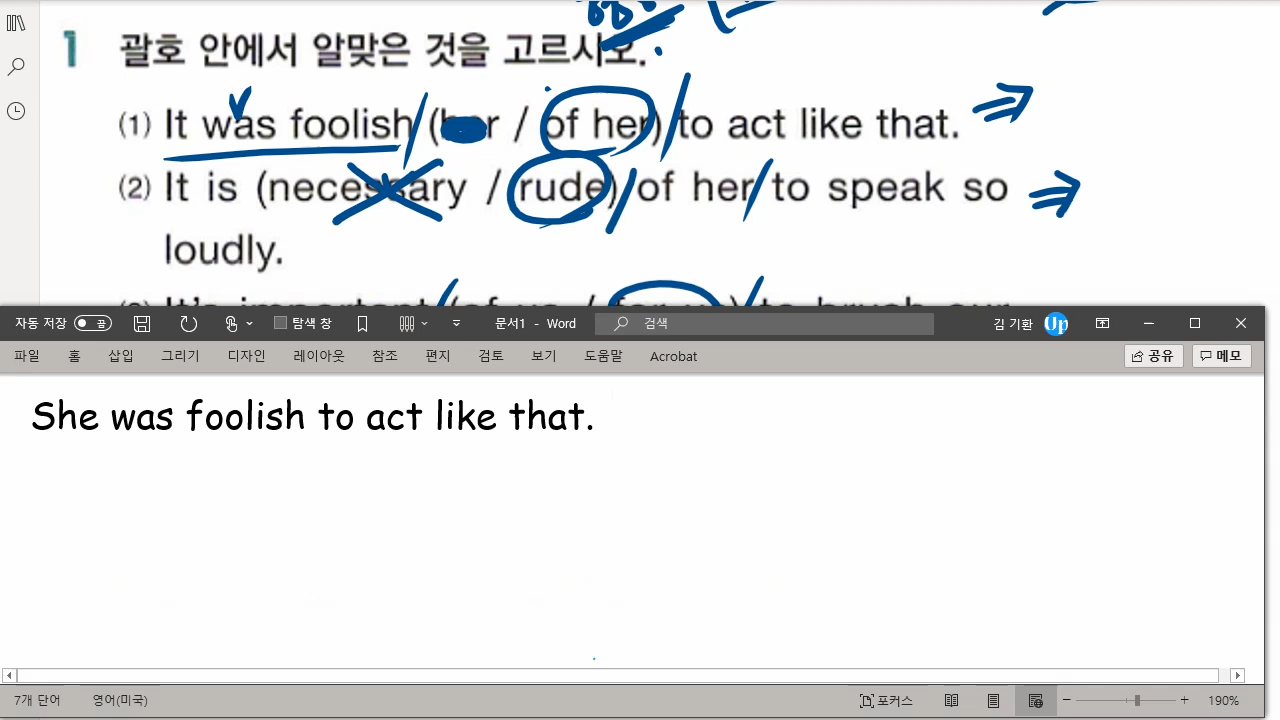 1 괄호 안에서 알맞은 것을 고르시오.
(1) It was foolish (her / of her) to act like that.
(2) It is (necessary / rude) of her to speak so
loudly.
자동 저장 끔 탐색 창 문서1 - Word 검색 김 기환 Up
파일 홈 삽입 그리기 디자인 레이아웃 참조 편지 검토 보기 도움말 Acrobat 공유 메모
She was foolish to act like that.
7개 단어 영어(미국) 포커스 190%